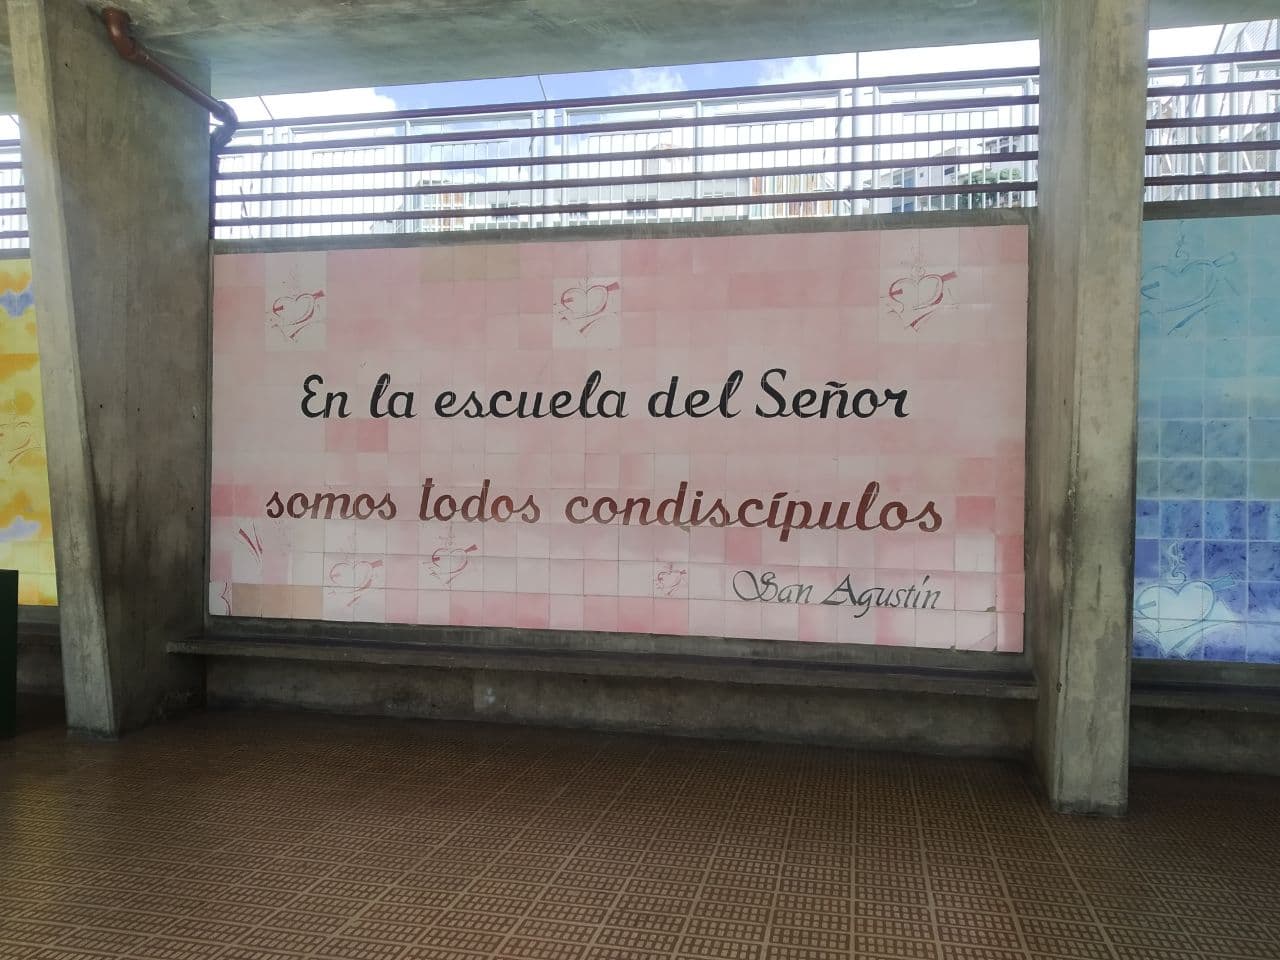 En la escuela del Señor
somos todos condiscípulos
San Agustín